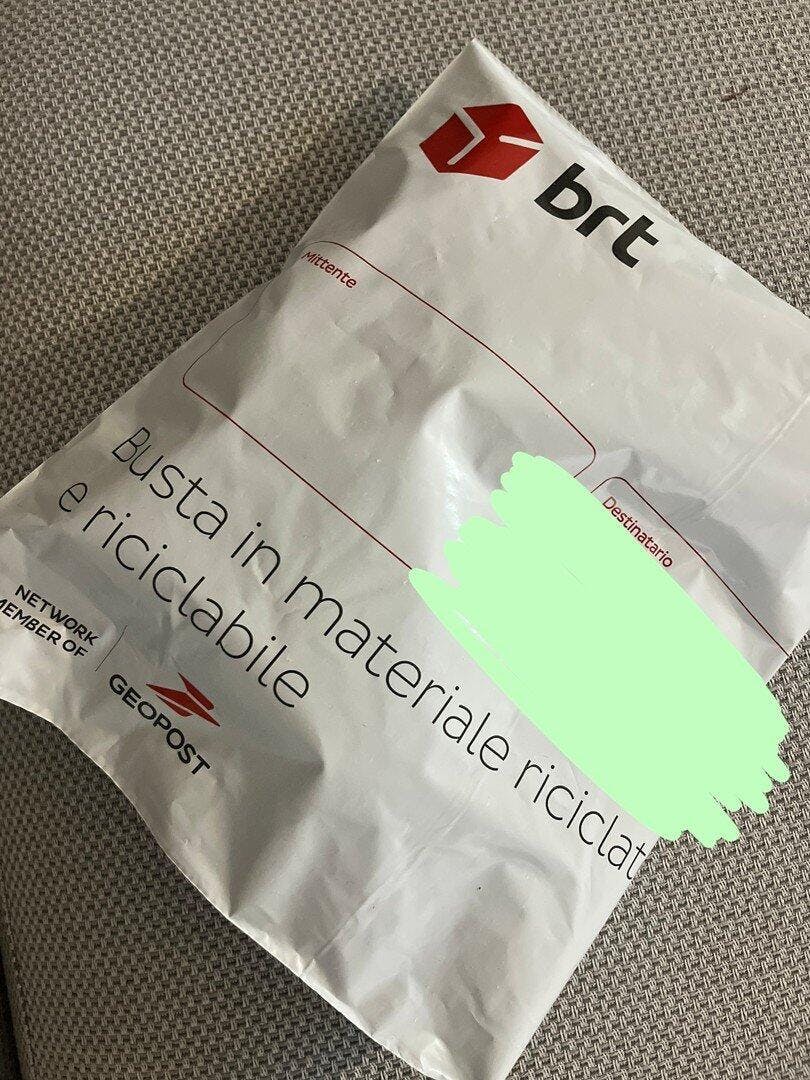 brt
Mittente
Destinatario
Busta in materiale riciclat
e riciclabile
NETWORK
MEMBER OF
GEOPOST